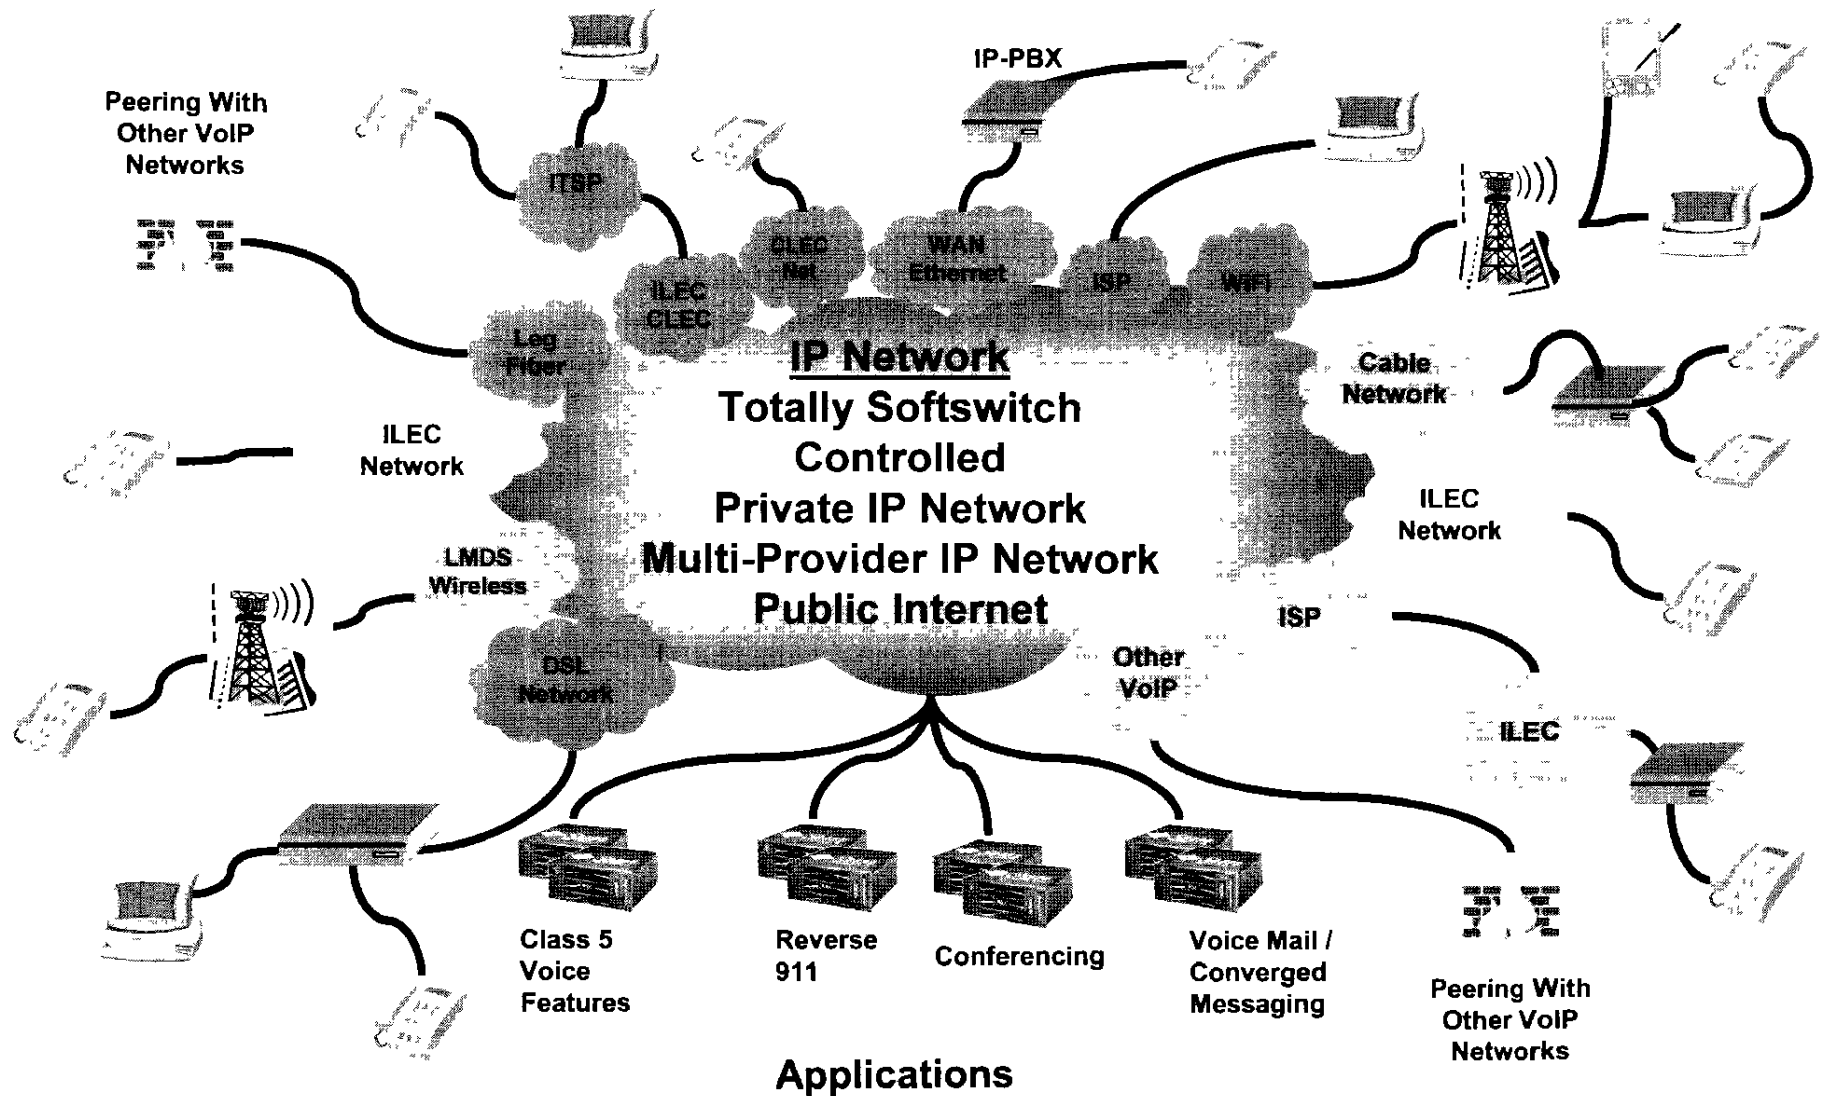 IP-PBX
Peering With
Other VoIP
Networks
ITSP
CLEC
Net
WAN
Ethernet
ISP
WiFi
ILEC
CLEC
Leg
Fiber
IP Network
Totally Softswitch
Controlled
Private IP Network
Multi-Provider IP Network
Public Internet
Cable
Network
ILEC
Network
ILEC
Network
LMDS
Wireless
ISP
DSL
Network
Other
VoIP
ILEC
Class 5
Voice
Features
Reverse
911
Conferencing
Voice Mail /
Converged
Messaging
Peering With
Other VoIP
Networks
Applications